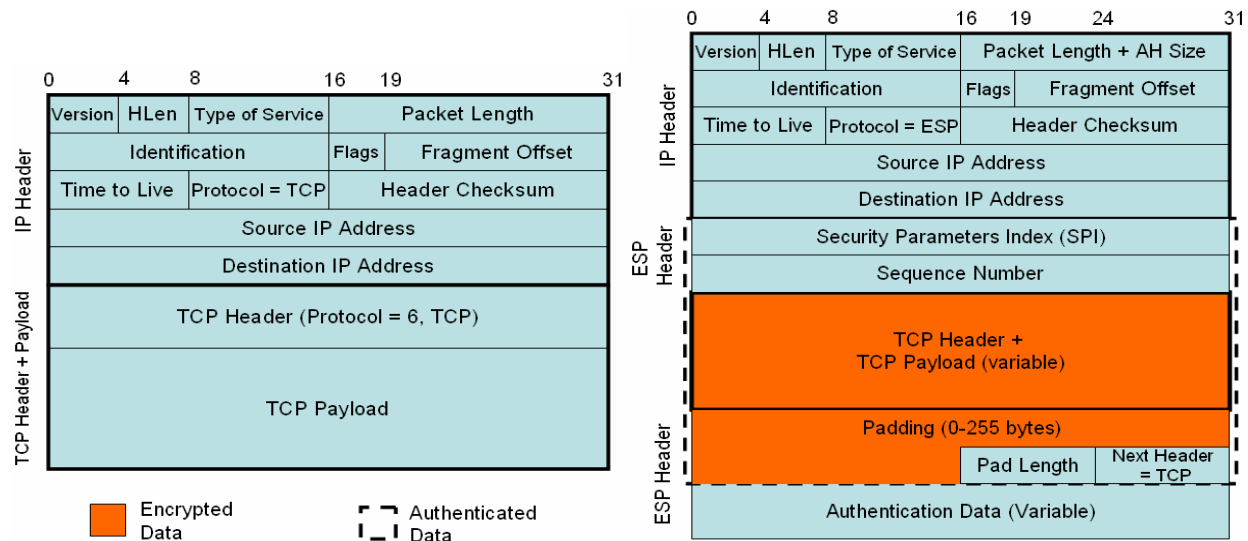 0 4 8 16 19 31
IP Header
Version HLen Type of Service Packet Length
Identification Flags Fragment Offset
Time to Live Protocol = TCP Header Checksum
Source IP Address
Destination IP Address
TCP Header + Payload
TCP Header (Protocol = 6, TCP)
TCP Payload
Encrypted
Data
Authenticated
Data
0 4 8 16 19 24 31
IP Header
Version HLen Type of Service Packet Length + AH Size
Identification Flags Fragment Offset
Time to Live Protocol = ESP Header Checksum
Source IP Address
Destination IP Address
ESP
Header
Security Parameters Index (SPI)
Sequence Number
TCP Header +
TCP Payload (variable)
ESP Header
Padding (0-255 bytes)
Pad Length Next Header
= TCP
Authentication Data (Variable)